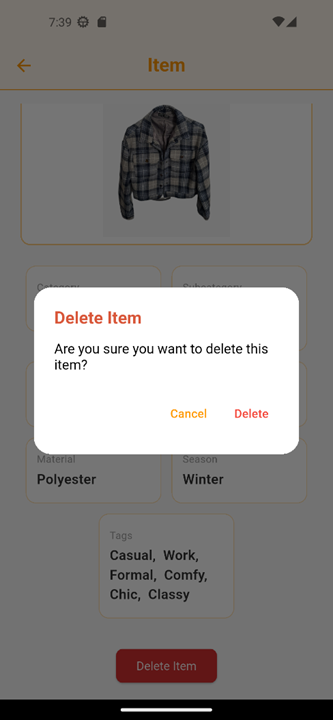 7:39
Item
Category
Subcategory
Delete Item
Are you sure you want to delete this
item?
Cancel
Delete
Material
Polyester
Season
Winter
Tags
Casual, Work,
Formal, Comfy,
Chic, Classy
Delete Item